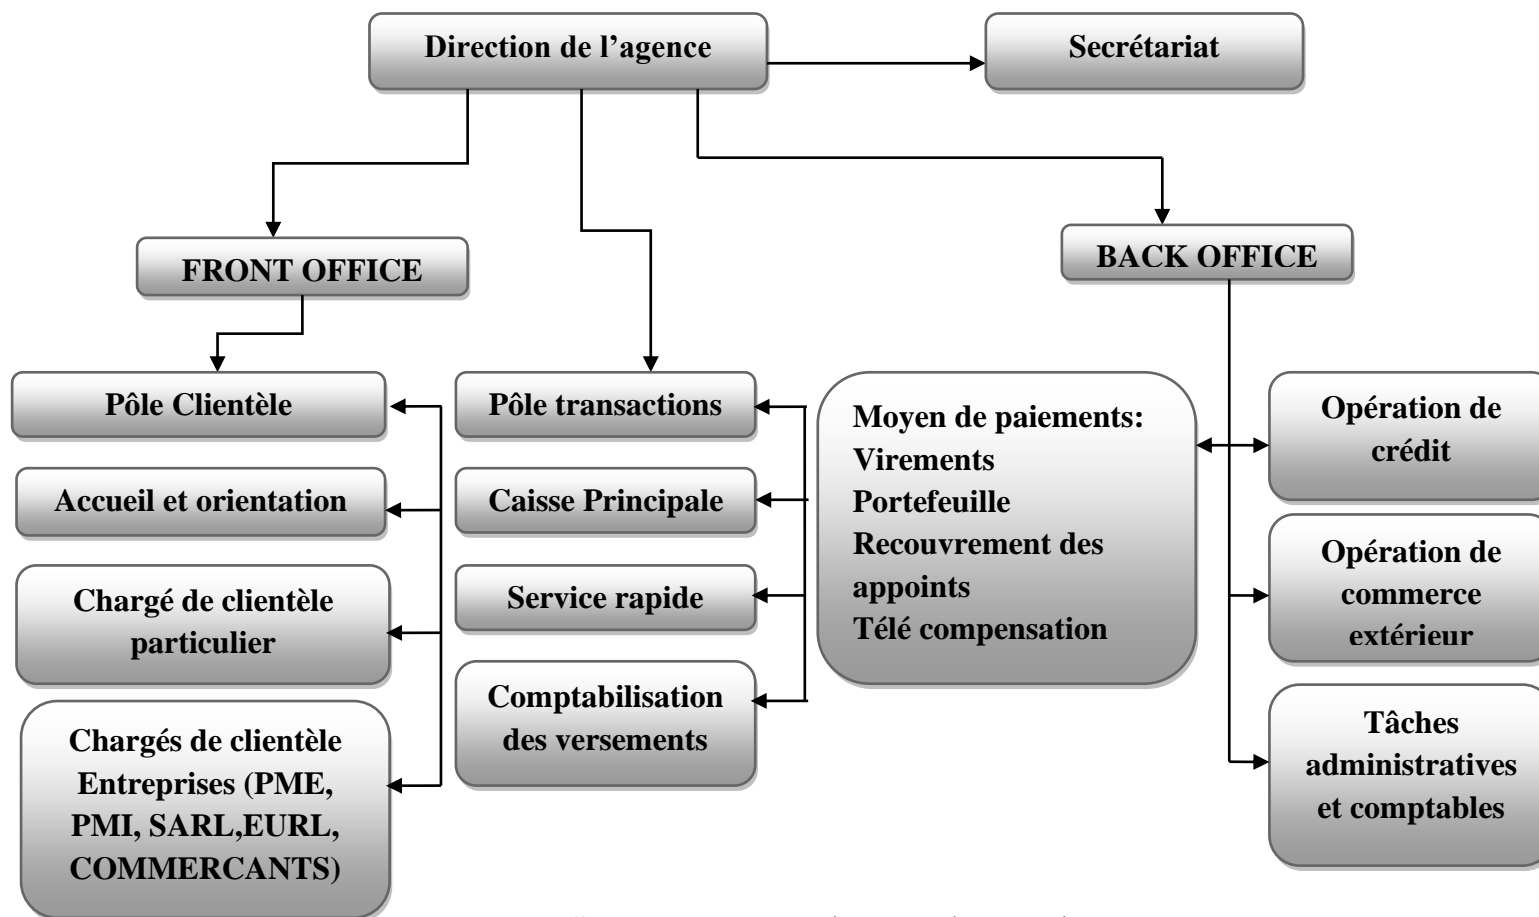 Direction de l’agence
Secrétariat
FRONT OFFICE
BACK OFFICE
Pôle Clientèle
Accueil et orientation
Chargé de clientèle
particulier
Chargés de clientèle
Entreprises (PME,
PMI, SARL,EURL,
COMMERCANTS)
Pôle transactions
Caisse Principale
Service rapide
Comptabilisation
des versements
Moyen de paiements:
Virements
Portefeuille
Recouvrement des
appoints
Télé compensation
Opération de
crédit
Opération de
commerce
extérieur
Tâches
administratives
et comptables